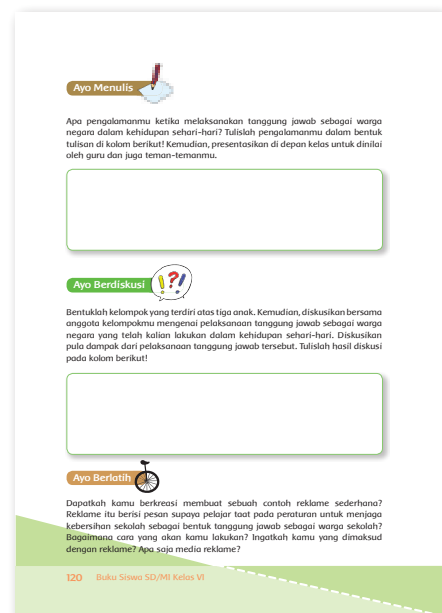 Ayo Menulis
Apa pengalamanmu ketika melaksanakan tanggung jawab sebagai warga
negara dalam kehidupan sehari-hari? Tulislah pengalamanmu dalam bentuk
tulisan di kolom berikut! Kemudian, presentasikan di depan kelas untuk dinilai
oleh guru dan juga teman-temanmu.
Ayo Berdiskusi
!?!
Bentuklah kelompok yang terdiri atas tiga anak. Kemudian, diskusikan bersama
anggota kelompokmu mengenai pelaksanaan tanggung jawab sebagai warga
negara yang telah kalian lakukan dalam kehidupan sehari-hari. Diskusikan
pula dampak dari pelaksanaan tanggung jawab tersebut. Tulislah hasil diskusi
pada kolom berikut!
Ayo Berlatih
Dapatkah kamu berkreasi membuat sebuah contoh reklame sederhana?
Reklame itu berisi pesan supaya pelajar taat pada peraturan untuk menjaga
kebersihan sekolah sebagai bentuk tanggung jawab sebagai warga sekolah?
Bagaimana cara yang akan kamu lakukan? Ingatkah kamu yang dimaksud
dengan reklame? Apa saja media reklame?
120 Buku Siswa SD/MI Kelas VI